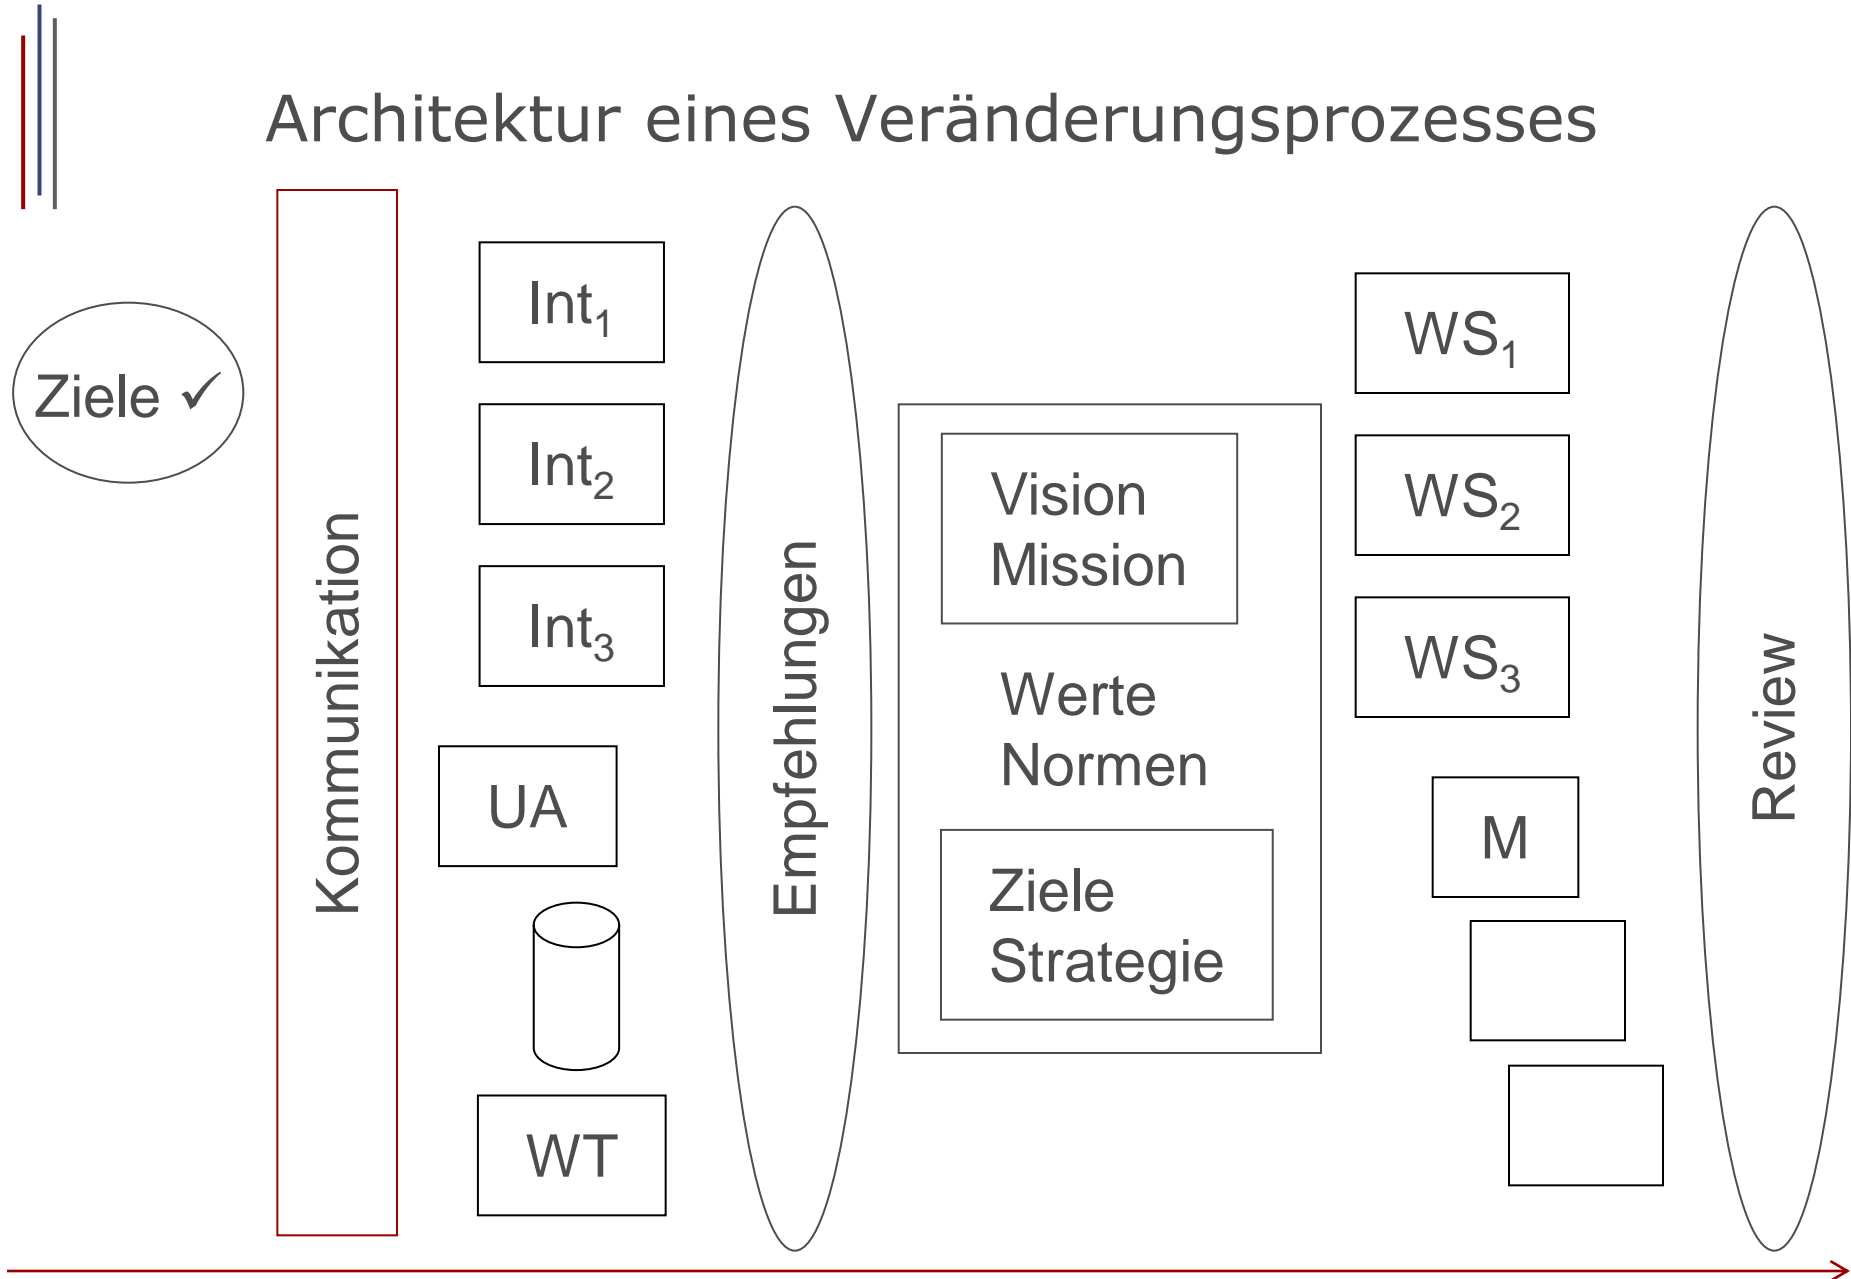 Architektur eines Veränderungsprozesses
Ziele ✓
Kommunikation
Int₁
Int₂
Int₃
UA
WT
Empfehlungen
Vision
Mission
Werte
Normen
Ziele
Strategie
WS₁
WS₂
WS₃
M
Review